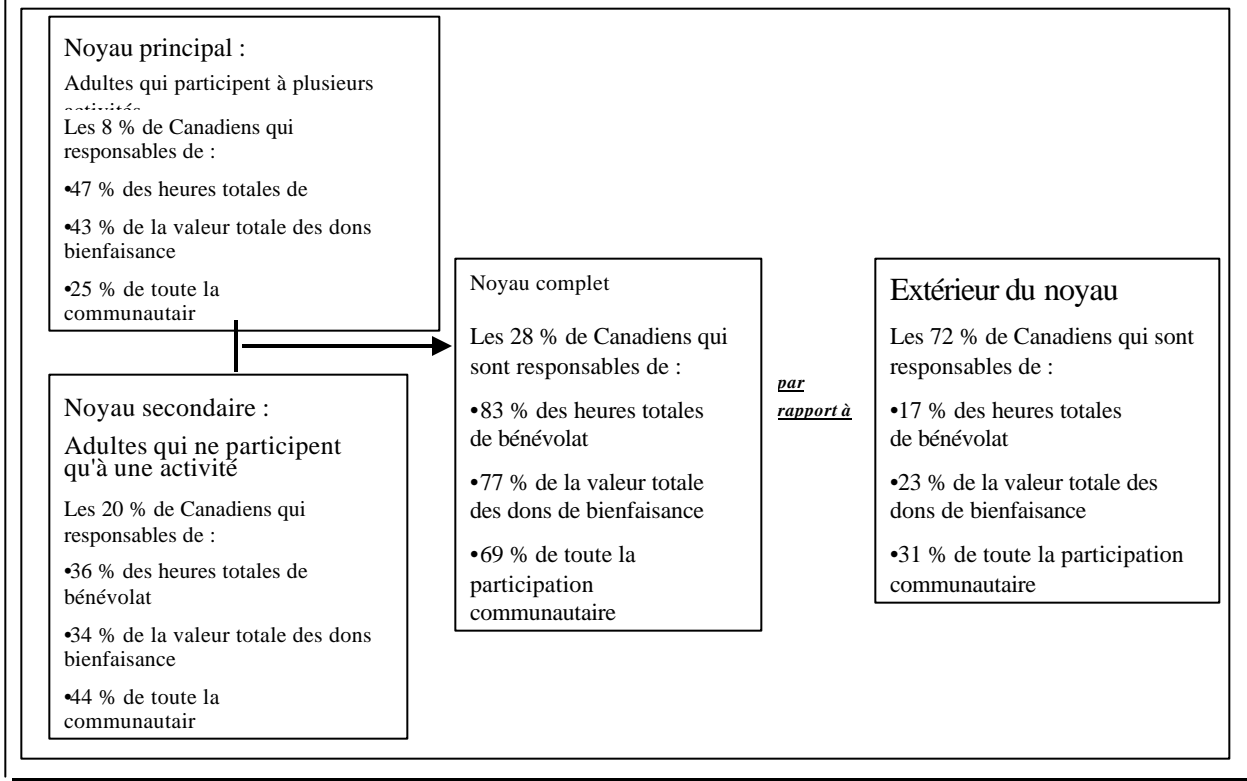 Noyau principal :
Adultes qui participent à plusieurs
activités
Les 8 % de Canadiens qui
responsables de :
•47 % des heures totales de
•43 % de la valeur totale des dons
bienfaisance
•25 % de toute la
communautair
Noyau secondaire :
Adultes qui ne participent
qu'à une activité
Les 20 % de Canadiens qui
responsables de :
•36 % des heures totales de
bénévolat
•34 % de la valeur totale des dons
bienfaisance
•44 % de toute la
communautair
Noyau complet
Les 28 % de Canadiens qui
sont responsables de :
•83 % des heures totales
de bénévolat
•77 % de la valeur totale
des dons de bienfaisance
•69 % de toute la
participation
communautaire
par
rapport à
Extérieur du noyau
Les 72 % de Canadiens qui sont
responsables de :
•17 % des heures totales
de bénévolat
•23 % de la valeur totale des
dons de bienfaisance
•31 % de toute la participation
communautaire